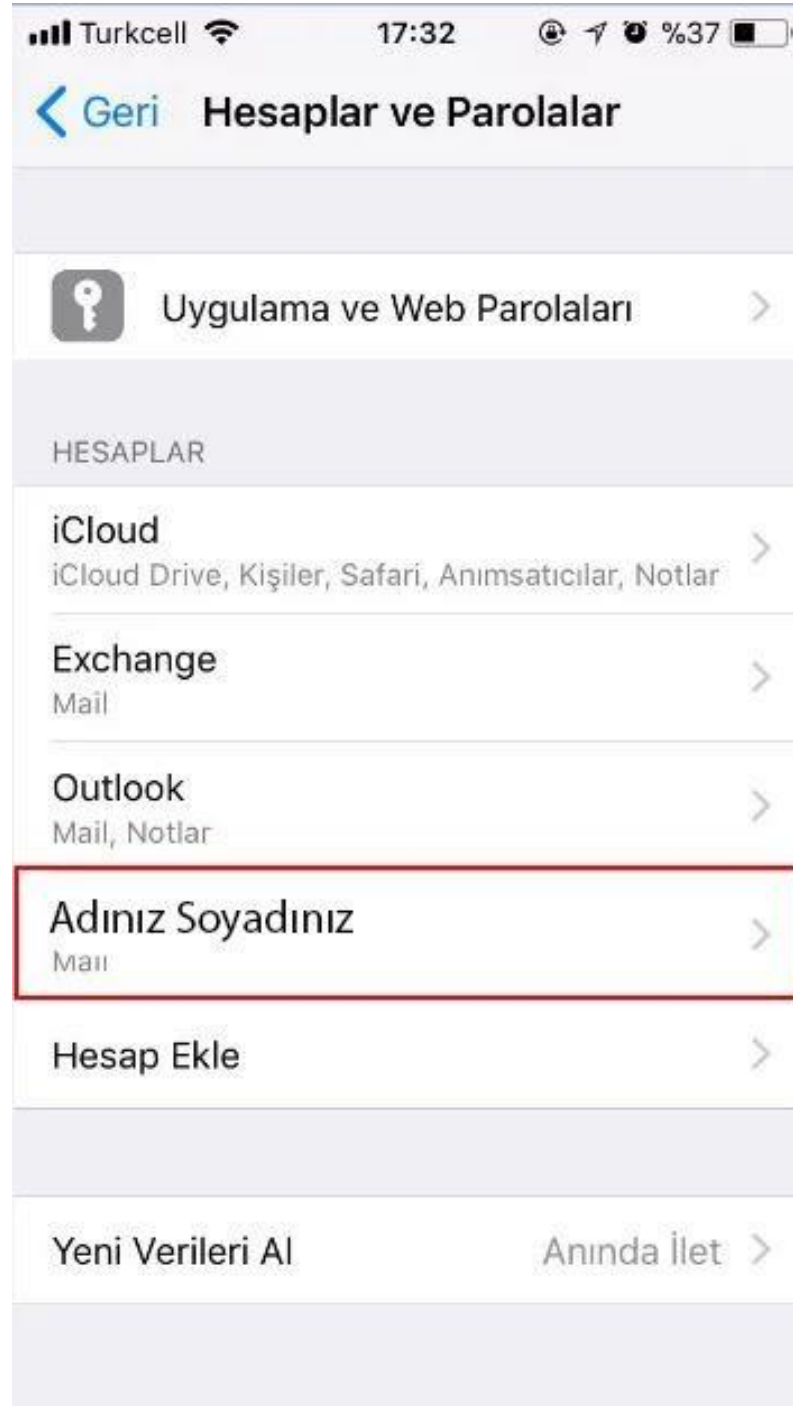 Turkcell 17:32 %37
Geri Hesaplar ve Parolalar
Uygulama ve Web Parolaları
HESAPLAR
iCloud
iCloud Drive, Kişiler, Safari, Anımsatıcılar, Notlar
Exchange
Mail
Outlook
Mail, Notlar
Adınız Soyadınız
Mail
Hesap Ekle
Yeni Verileri Al Anında İlet